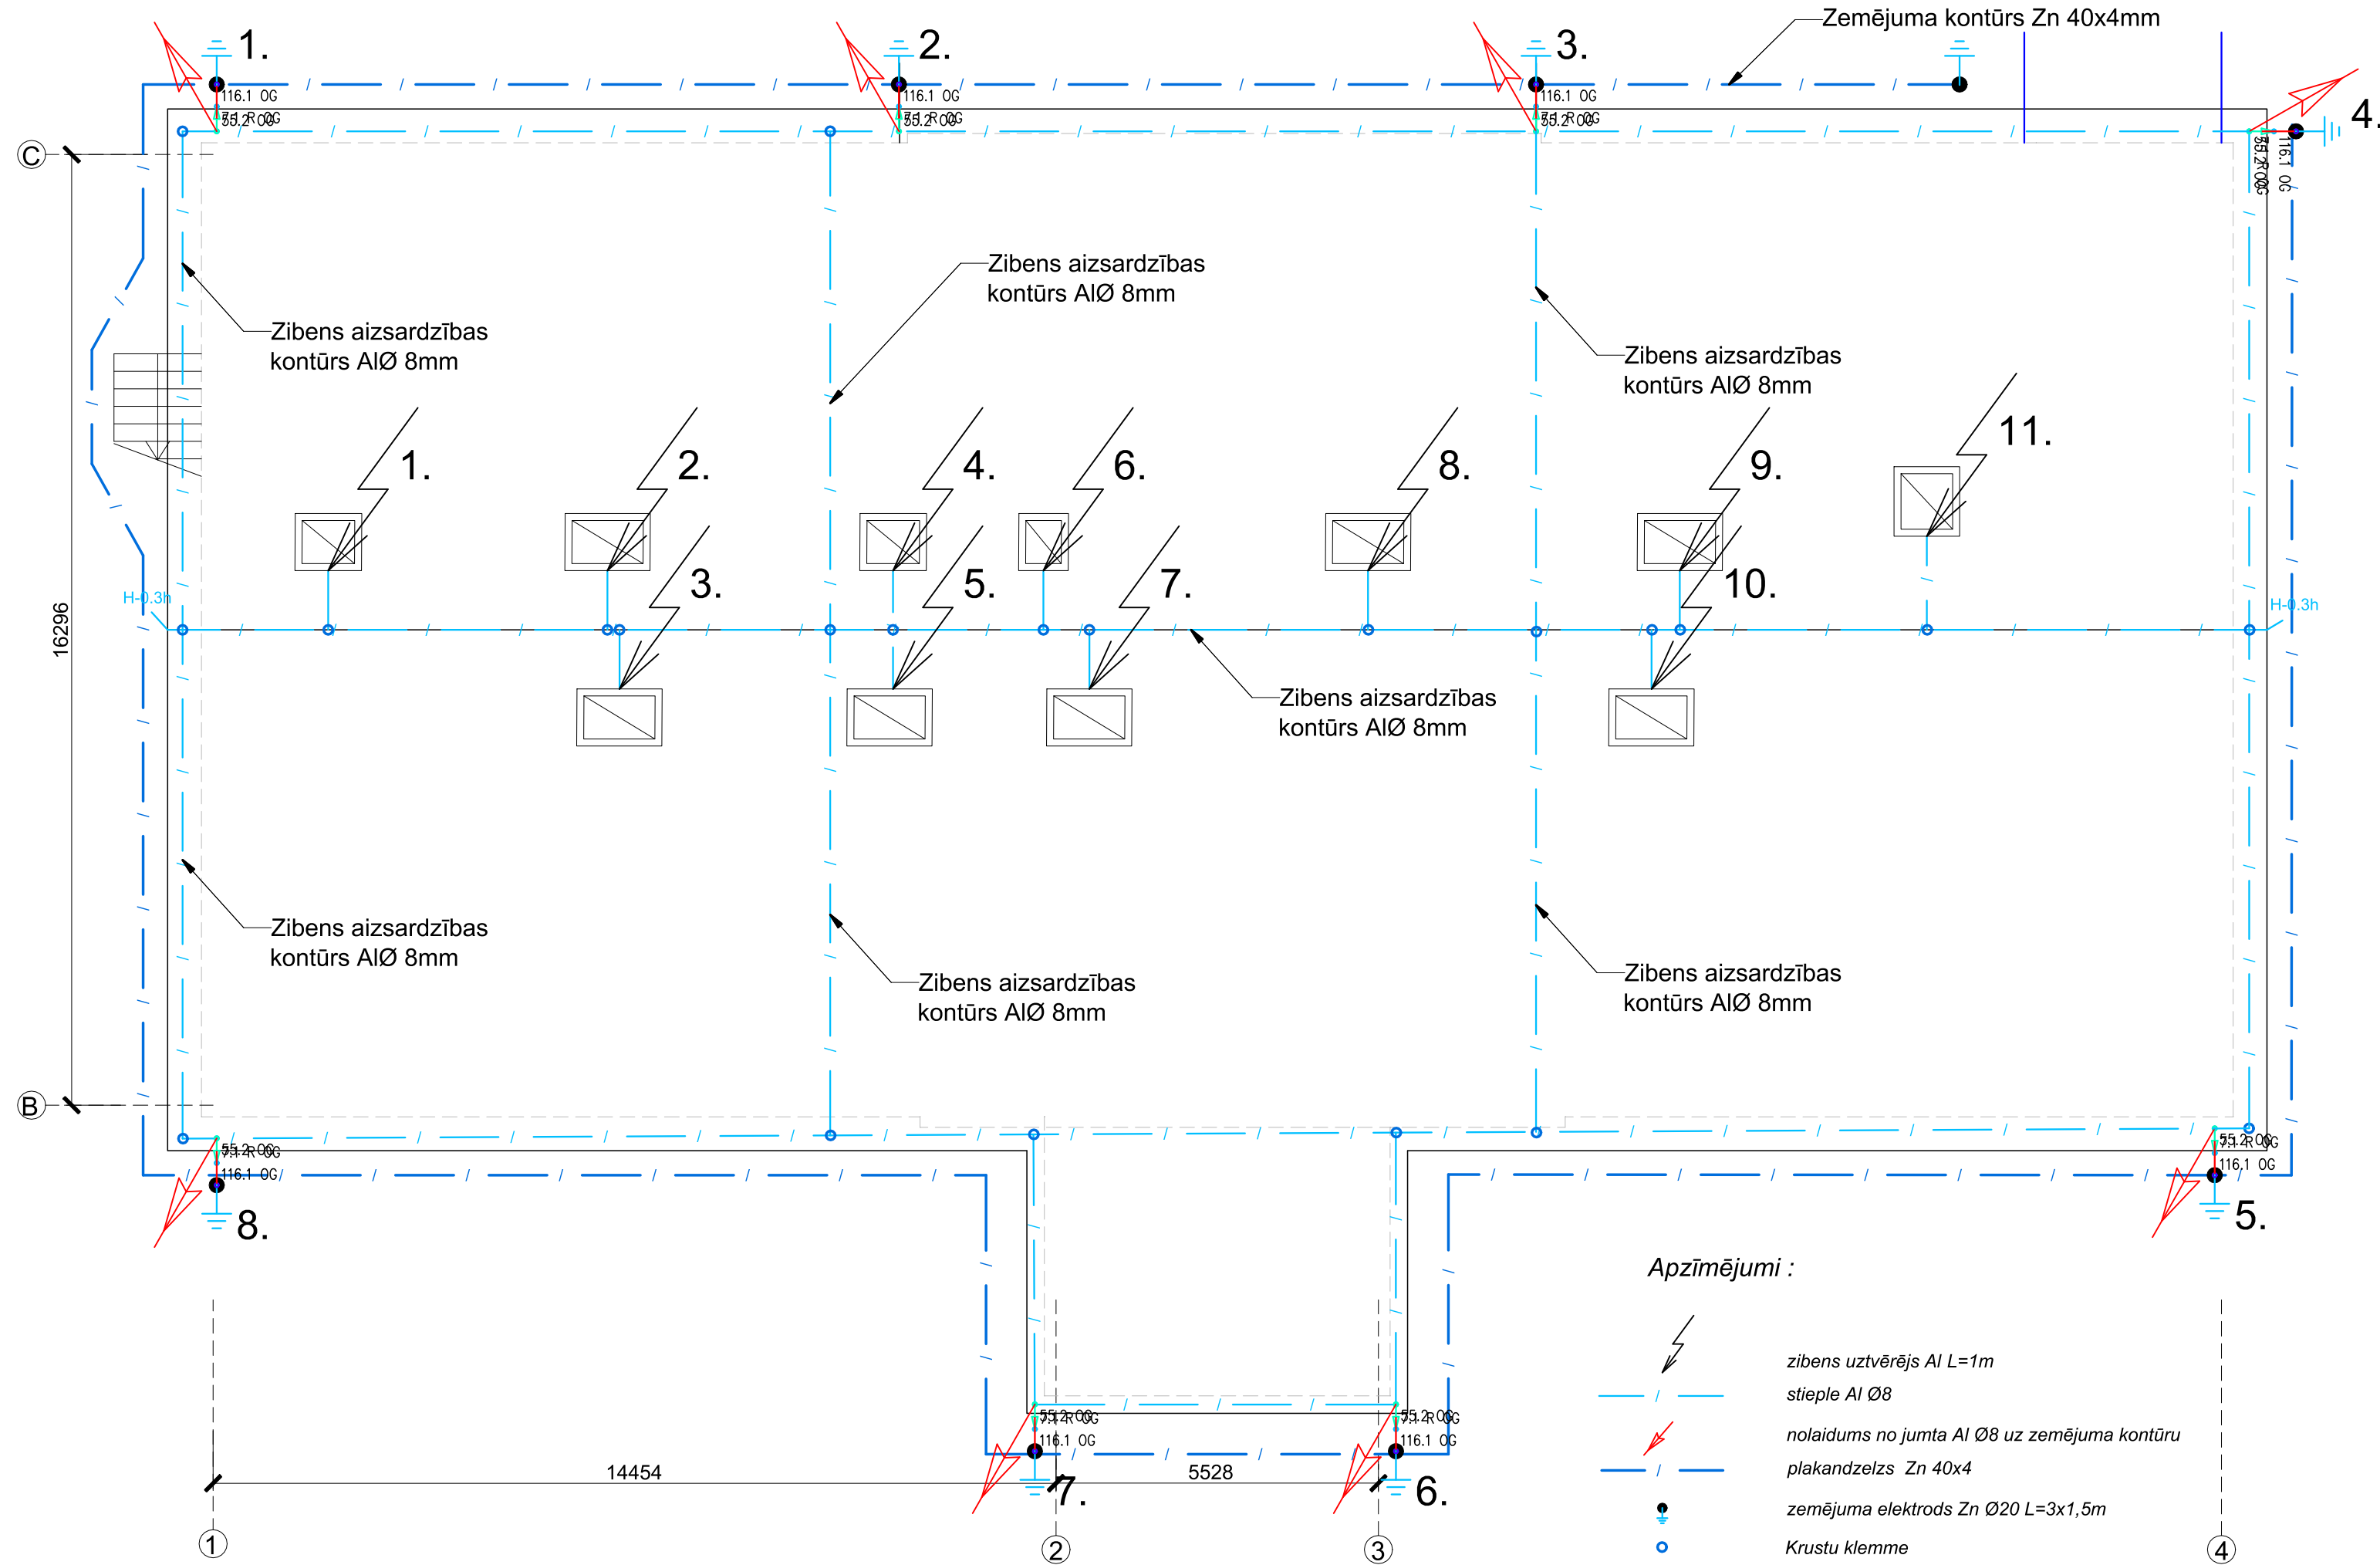 Zemējuma kontūrs Zn 40x4mm
1.
2.
3.
4.
116.1 OG
116.1 OG
116.1 OG
116.1 OG
C
Zibens aizsardzības
kontūrs AlØ 8mm
Zibens aizsardzības
kontūrs AlØ 8mm
Zibens aizsardzības
kontūrs AlØ 8mm
1.
2.
4.
6.
8.
9.
11.
3.
5.
7.
10.
H-0.3h
H-0.3h
16296
Zibens aizsardzības
kontūrs AlØ 8mm
Zibens aizsardzības
kontūrs AlØ 8mm
Zibens aizsardzības
kontūrs AlØ 8mm
Zibens aizsardzības
kontūrs AlØ 8mm
B
116.1 OG
116.1 OG
8.
5.
116.1 OG
116.1 OG
14454
5528
7.
6.
1
2
3
4
Apzīmējumi :
zibens uztvērējs Al L=1m
stieple Al Ø8
nolaidums no jumta Al Ø8 uz zemējuma kontūru
plakandzelzs Zn 40x4
zemējuma elektrods Zn Ø20 L=3x1,5m
Krustu klemme